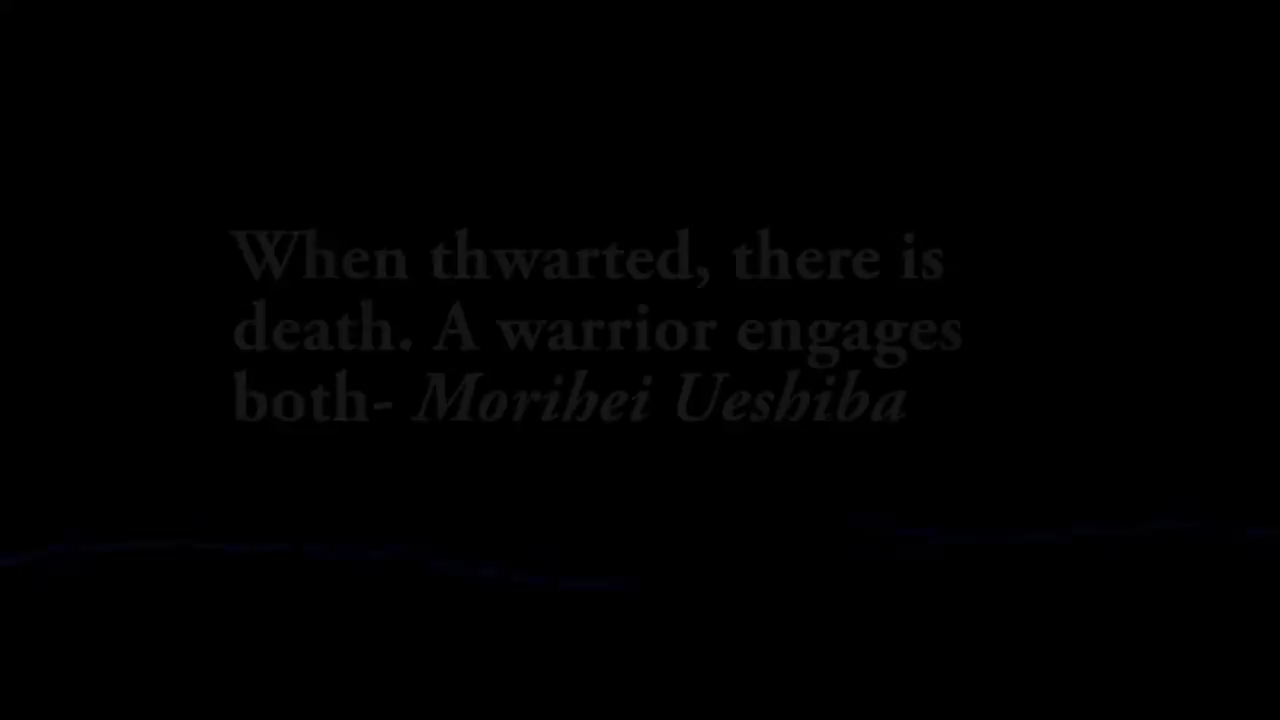 When thwarted, there is
death. A warrior engages
both- Morihei Ueshiba